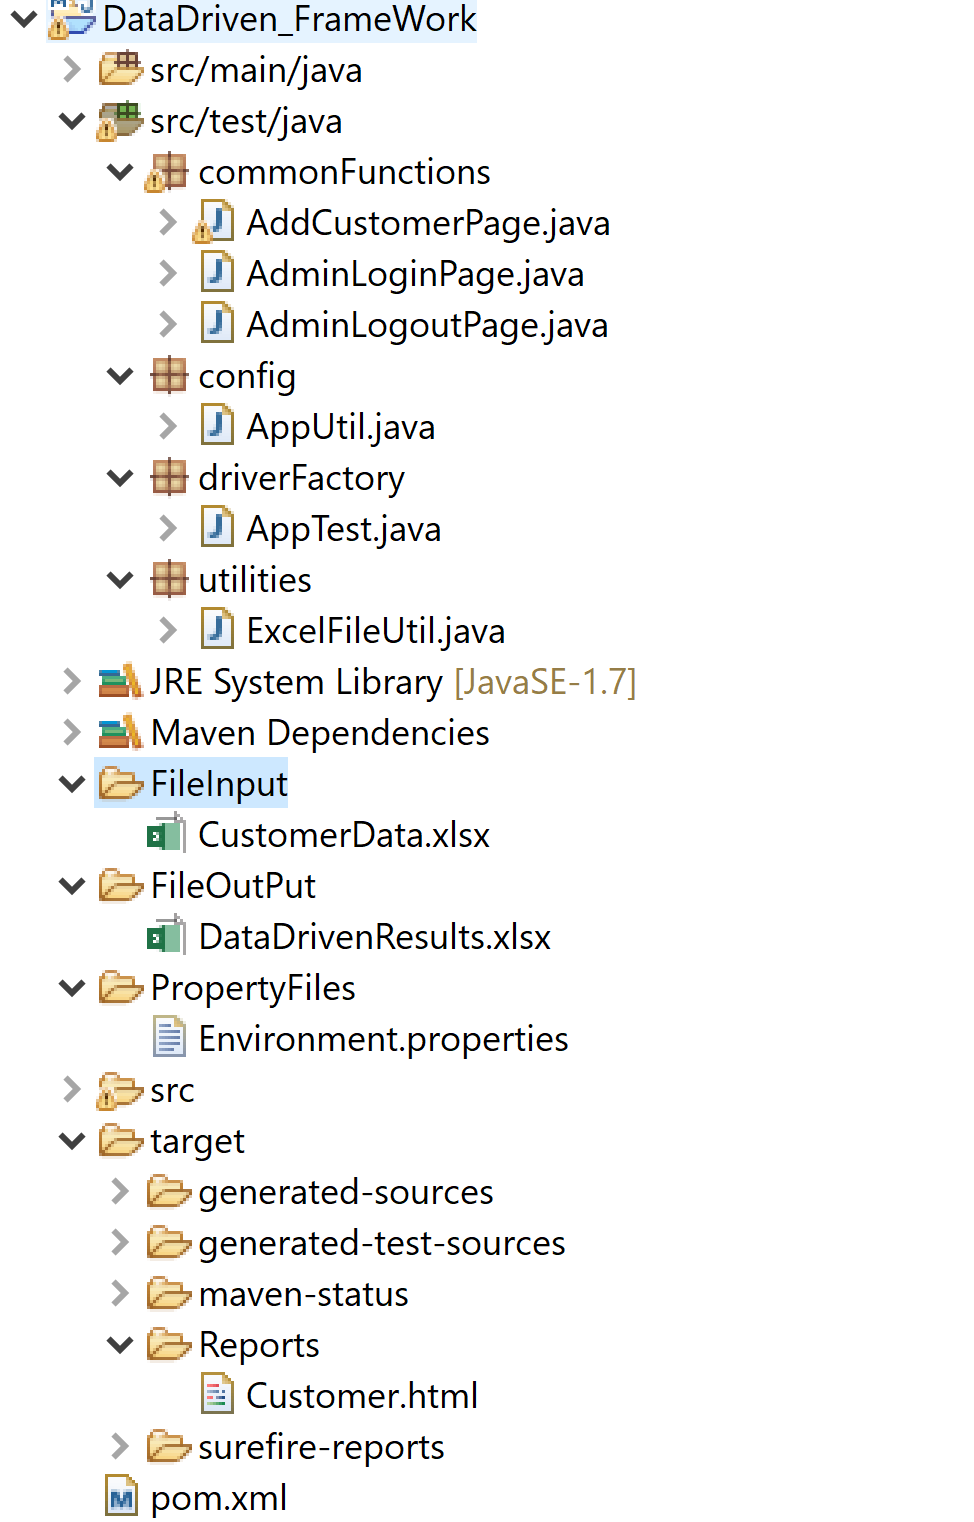 DataDriven_FrameWork
src/main/java
src/test/java
commonFunctions
AddCustomerPage.java
AdminLoginPage.java
AdminLogoutPage.java
config
AppUtil.java
driverFactory
AppTest.java
utilities
ExcelFileUtil.java
JRE System Library [JavaSE-1.7]
Maven Dependencies
FileInput
CustomerData.xlsx
FileOutPut
DataDrivenResults.xlsx
PropertyFiles
Environment.properties
src
target
generated-sources
generated-test-sources
maven-status
Reports
Customer.html
surefire-reports
pom.xml